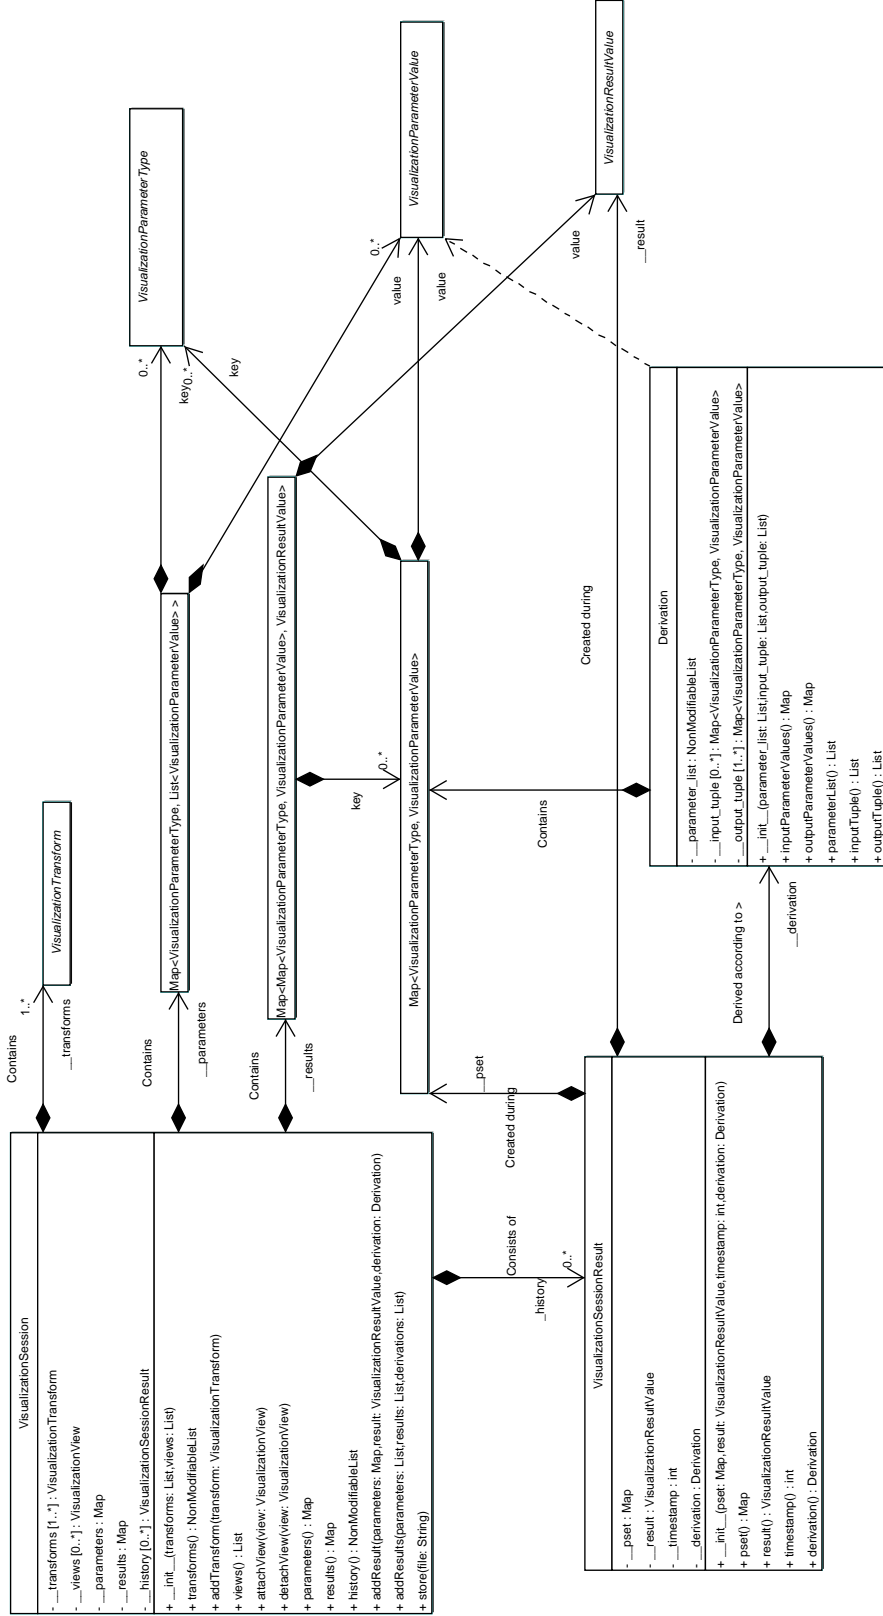 VisualizationSession
- __transforms [1..*] : VisualizationTransform
- __views [0..*] : VisualizationView
- __parameters : Map
- __results : Map
- __history [0..*] : VisualizationSessionResult
+ __init__(transforms: List,views: List)
+ transforms() : NonModifiableList
+ addTransform(transform: VisualizationTransform)
+ views() : List
+ attachView(view: VisualizationView)
+ detachView(view: VisualizationView)
+ parameters() : Map
+ results() : Map
+ history() : NonModifiableList
+ addResult(parameters: Map,result: VisualizationResultValue,derivation: Derivation)
+ addResults(parameters: List,results: List,derivations: List)
+ store(file: String)
Contains
1..*
__transforms
VisualizationTransform
Contains
__parameters
Map<VisualizationParameterType, List<VisualizationParameterValue> >
Contains
__results
Map<Map<VisualizationParameterType, VisualizationParameterValue>, VisualizationResultValue>
0..*
key
0..*
key
VisualizationParameterType
0..*
value
value
VisualizationParameterValue
value
VisualizationResultValue
__result
key
0..*
Map<VisualizationParameterType, VisualizationParameterValue>
__pset
Created during
Consists of
0..*
_history
Contains
Created during
VisualizationSessionResult
- __pset : Map
- __result : VisualizationResultValue
- __timestamp : int
- __derivation : Derivation
+ __init__(pset: Map,result: VisualizationResultValue,timestamp: int,derivation: Derivation)
+ pset() : Map
+ result() : VisualizationResultValue
+ timestamp() : int
+ derivation() : Derivation
Derived according to >
__derivation
Derivation
- __parameter_list : NonModifiableList
- __input_tuple [0..*] : Map<VisualizationParameterType, VisualizationParameterValue>
- __output_tuple [1..*] : Map<VisualizationParameterType, VisualizationParameterValue>
+ __init__(parameter_list: List,input_tuple: List,output_tuple: List)
+ inputParameterValues() : Map
+ outputParameterValues() : Map
+ parameterList() : List
+ inputTuple() : List
+ outputTuple() : List